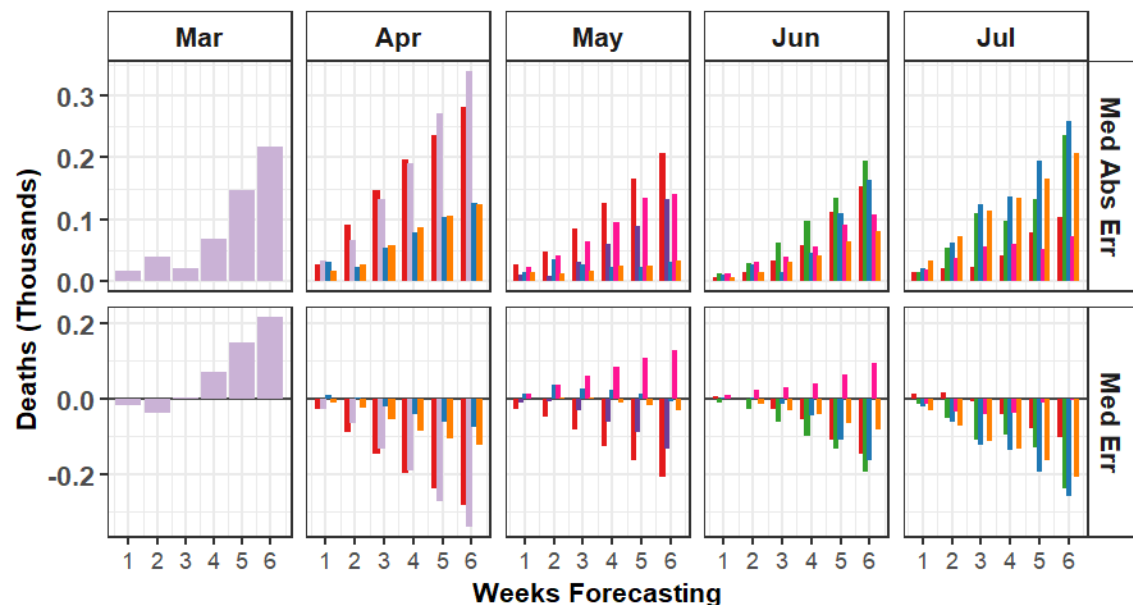 Mar Apr May Jun Jul
0.3
0.2
0.1
0.0
Med Abs Err
0.2
0.0
-0.2
Med Err
Deaths (Thousands)
1 2 3 4 5 6 1 2 3 4 5 6 1 2 3 4 5 6 1 2 3 4 5 6 1 2 3 4 5 6
Weeks Forecasting